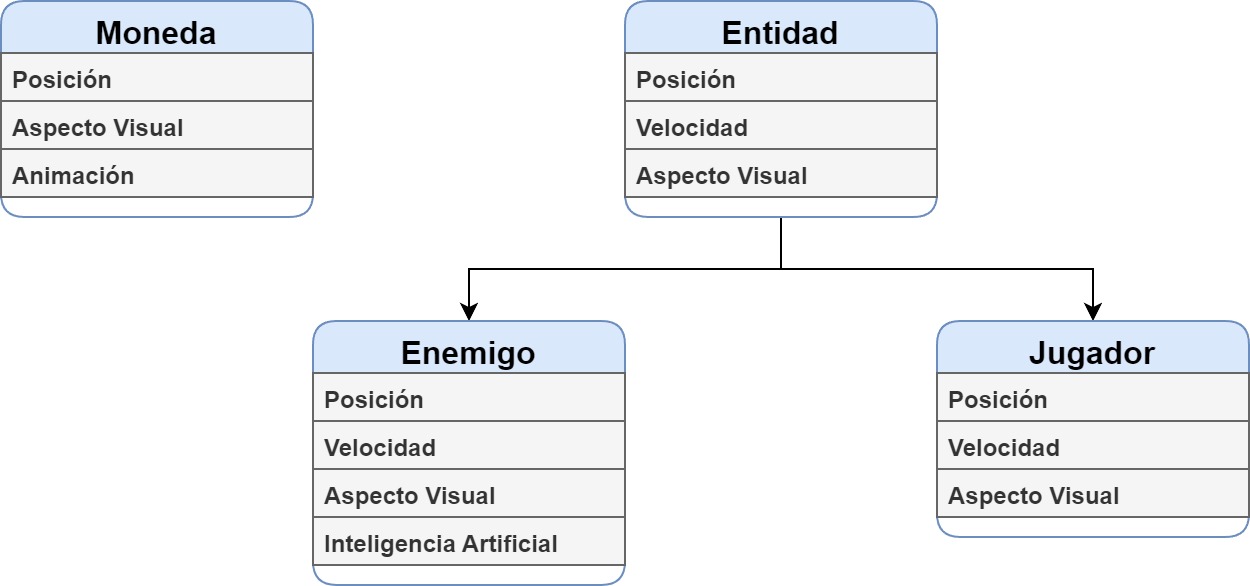 Moneda
Posición
Aspecto Visual
Animación
Entidad
Posición
Velocidad
Aspecto Visual
Enemigo
Posición
Velocidad
Aspecto Visual
Inteligencia Artificial
Jugador
Posición
Velocidad
Aspecto Visual